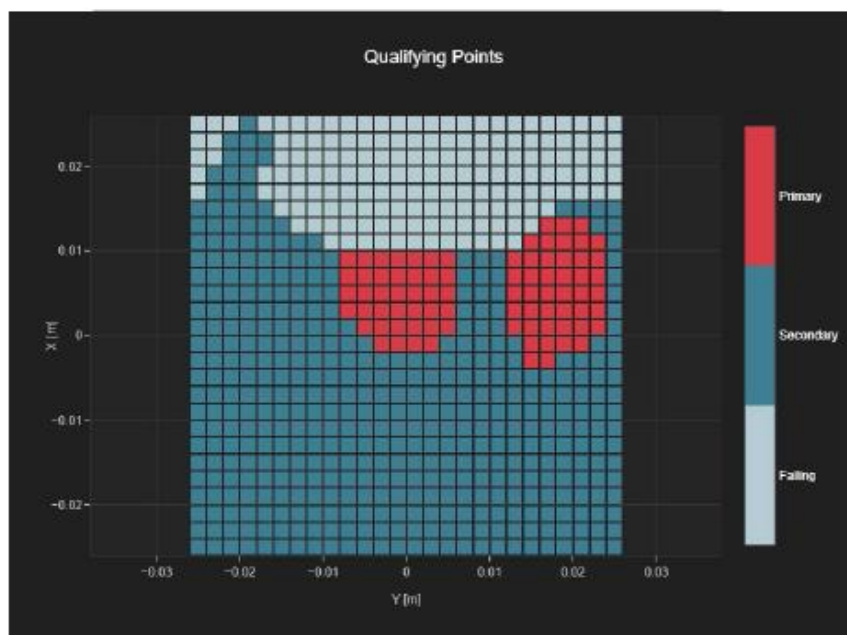 Qualifying Points
0.02
0.01
0
−0.01
−0.02
X [m]
−0.03
−0.02
−0.01
0
0.01
0.02
0.03
Y [m]
Primary
Secondary
Failing